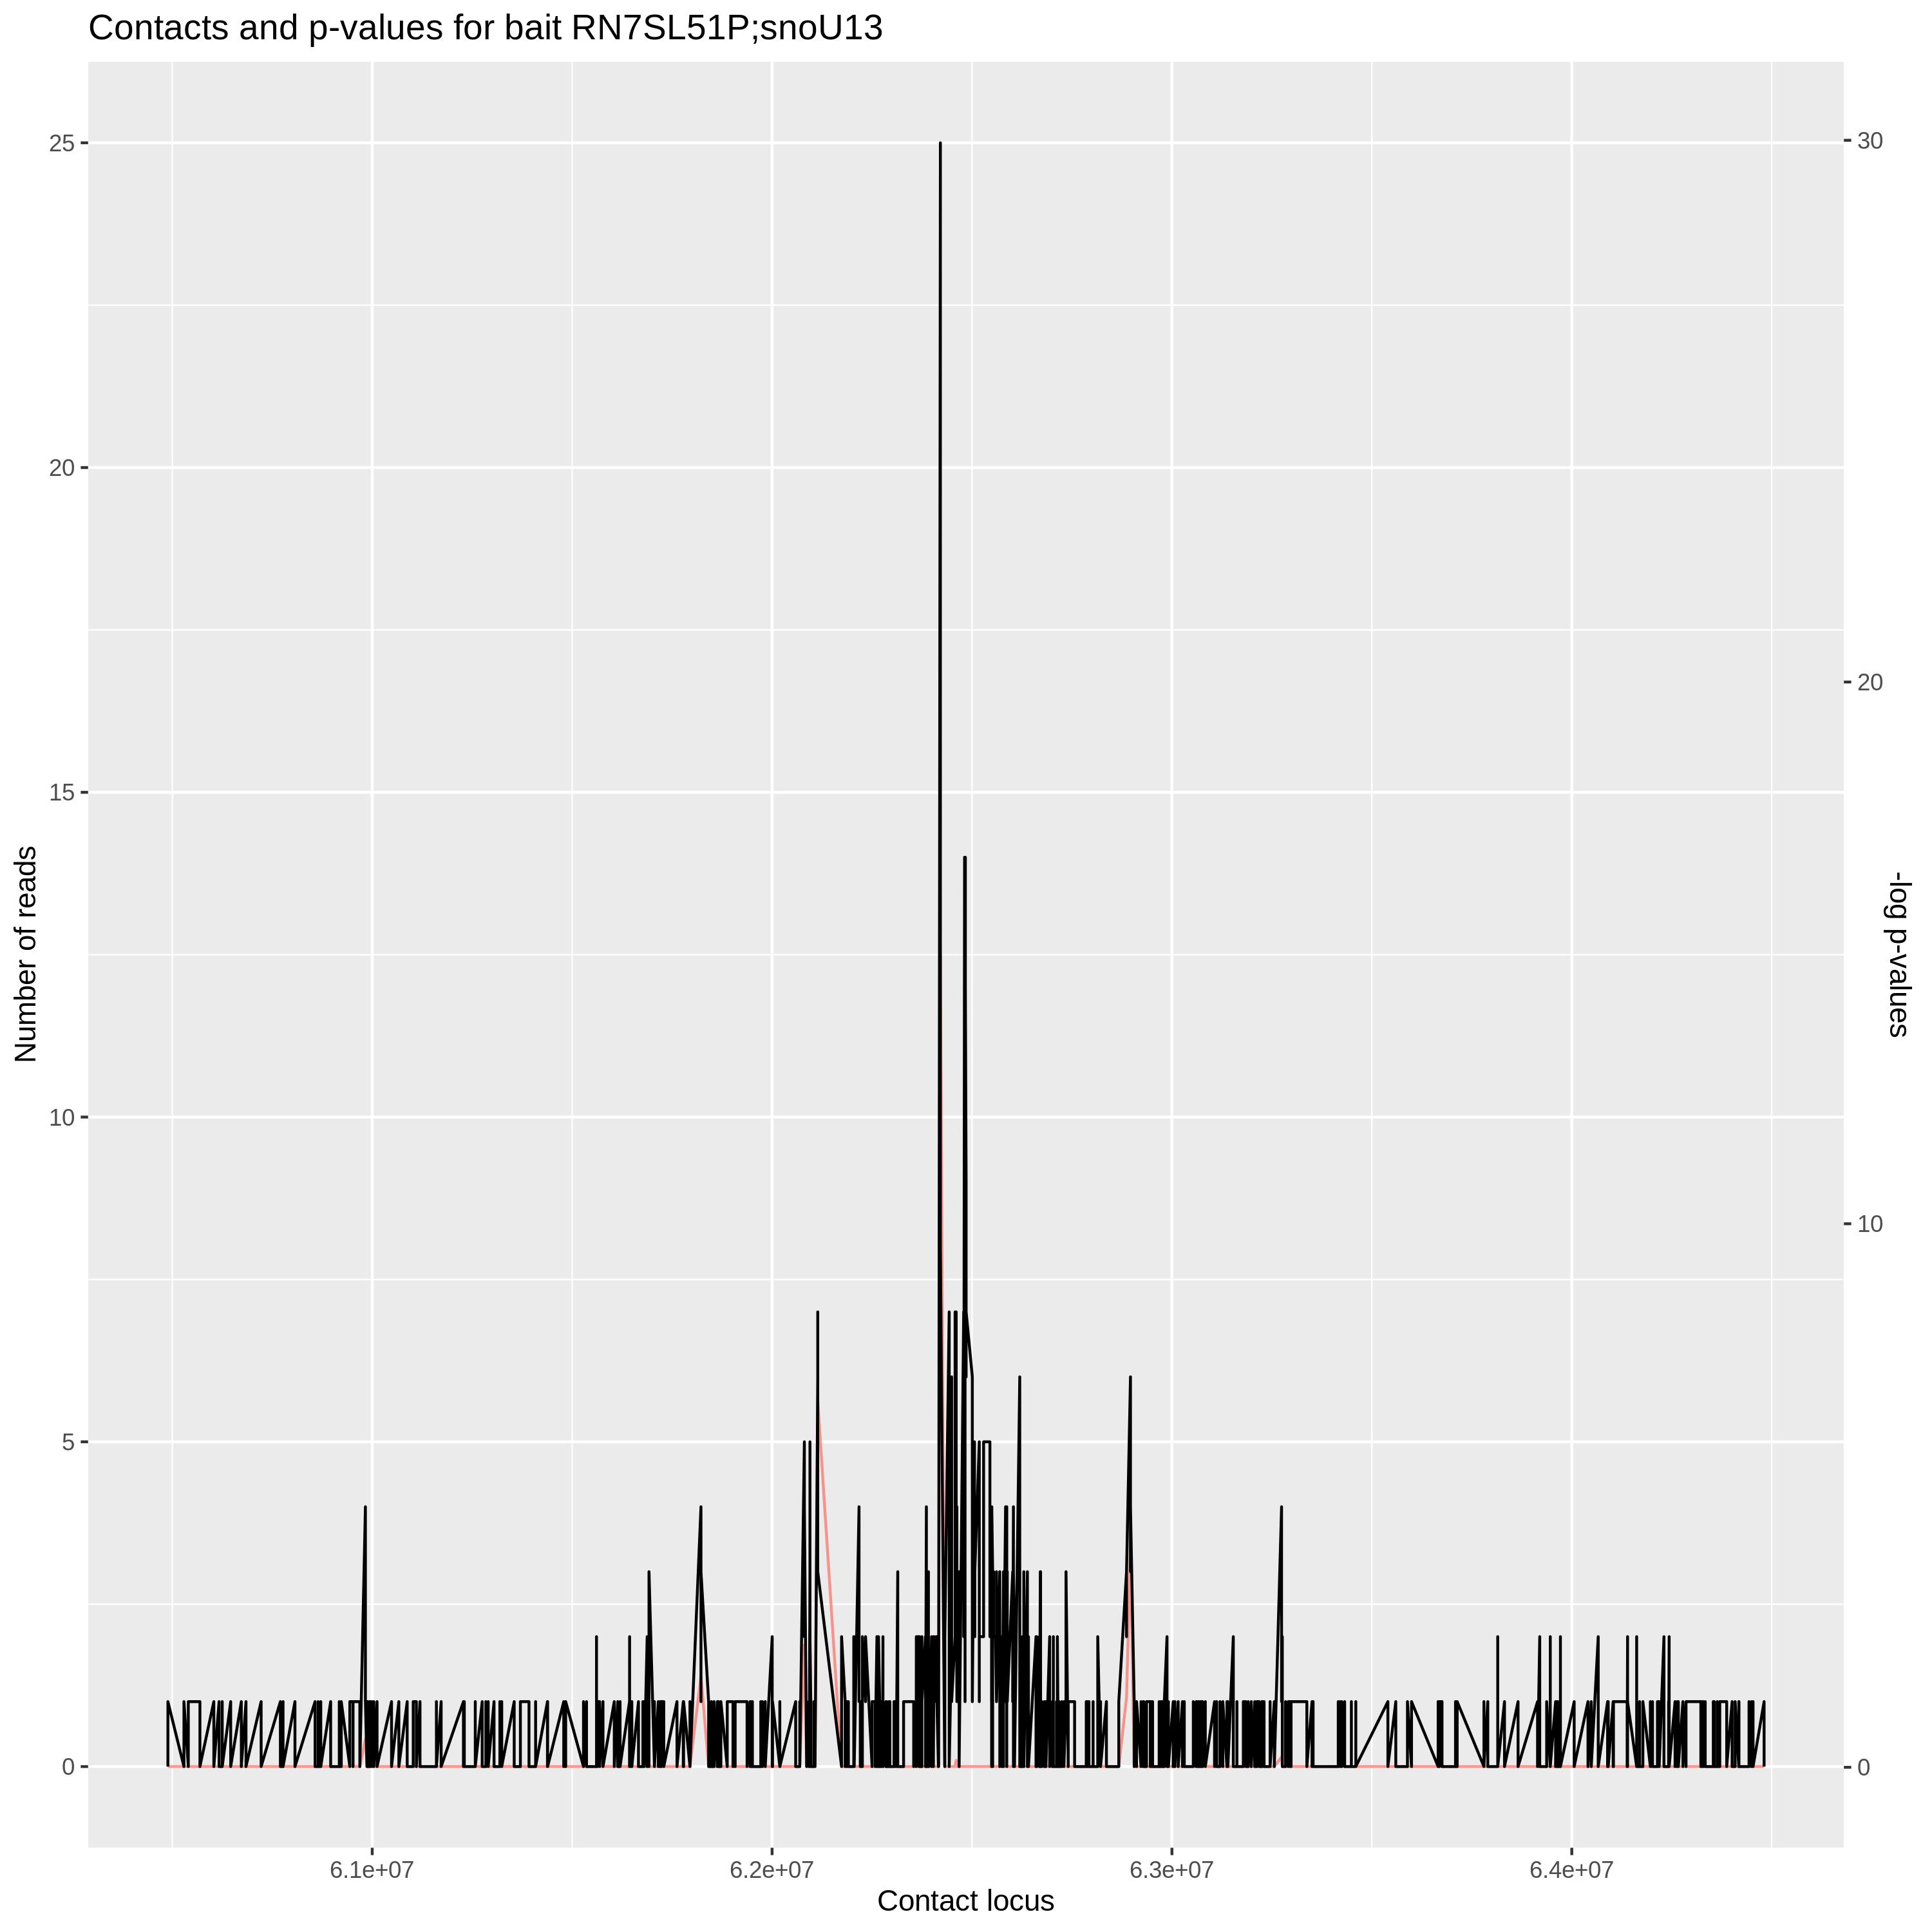 Contacts and p-values for bait RN7SL51P;snoU13
25
20
15
10
5
0
Number of reads
30
20
10
0
-log p-values
6.1e+07 6.2e+07 6.3e+07 6.4e+07
Contact locus